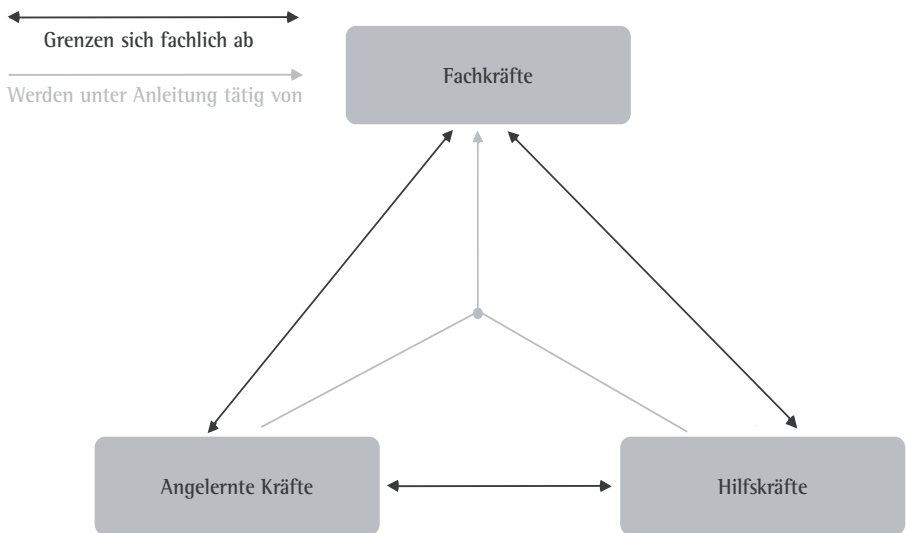 Grenzen sich fachlich ab
Werden unter Anleitung tätig von
Fachkräfte
Angelernte Kräfte
Hilfskräfte